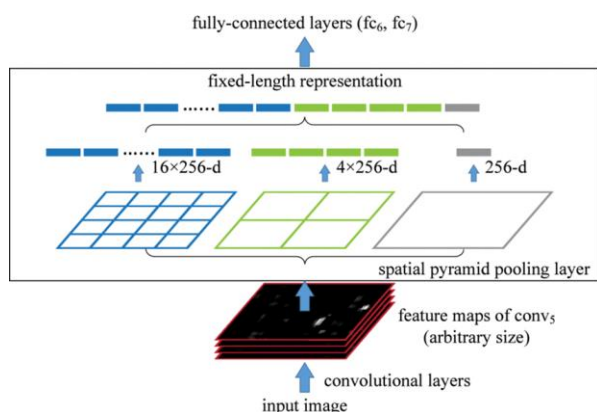 fully-connected layers (fc6, fc7)
fixed-length representation
16×256-d
4×256-d
256-d
spatial pyramid pooling layer
feature maps of conv5
(arbitrary size)
convolutional layers
input image